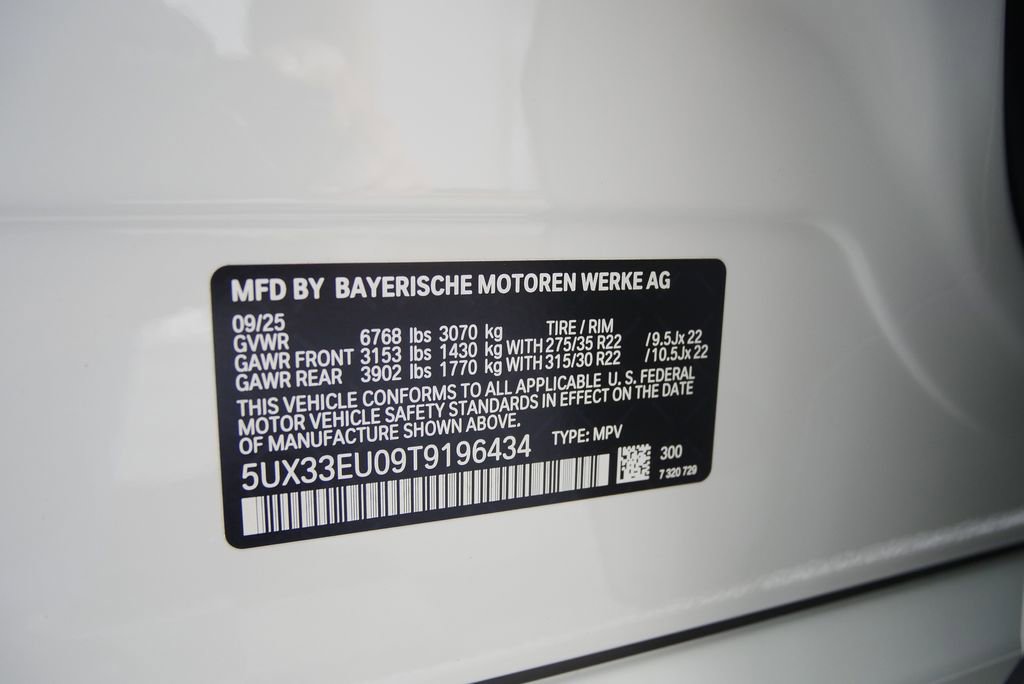 MFD BY BAYERISCHE MOTOREN WERKE AG
09/25 TIRE / RIM
GVWR 6768 lbs 3070 kg
GAWR FRONT 3153 lbs 1430 kg WITH 275/35 R22 /9.5Jx 22
GAWR REAR 3902 lbs 1770 kg WITH 315/30 R22 /10.5Jx 22
THIS VEHICLE CONFORMS TO ALL APPLICABLE U.S. FEDERAL
MOTOR VEHICLE SAFETY STANDARDS IN EFFECT ON THE DATE
OF MANUFACTURE SHOWN ABOVE.
TYPE: MPV
5UX33EU09T9196434
300
7 320 729